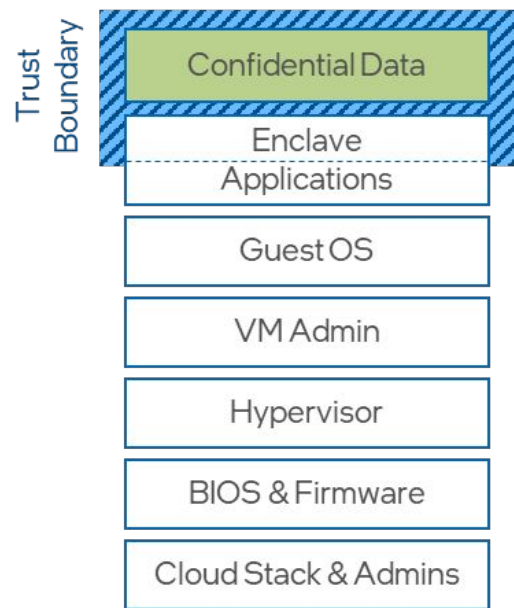 Trust
Boundary
Confidential Data
Enclave
Applications
Guest OS
VM Admin
Hypervisor
BIOS & Firmware
Cloud Stack & Admins